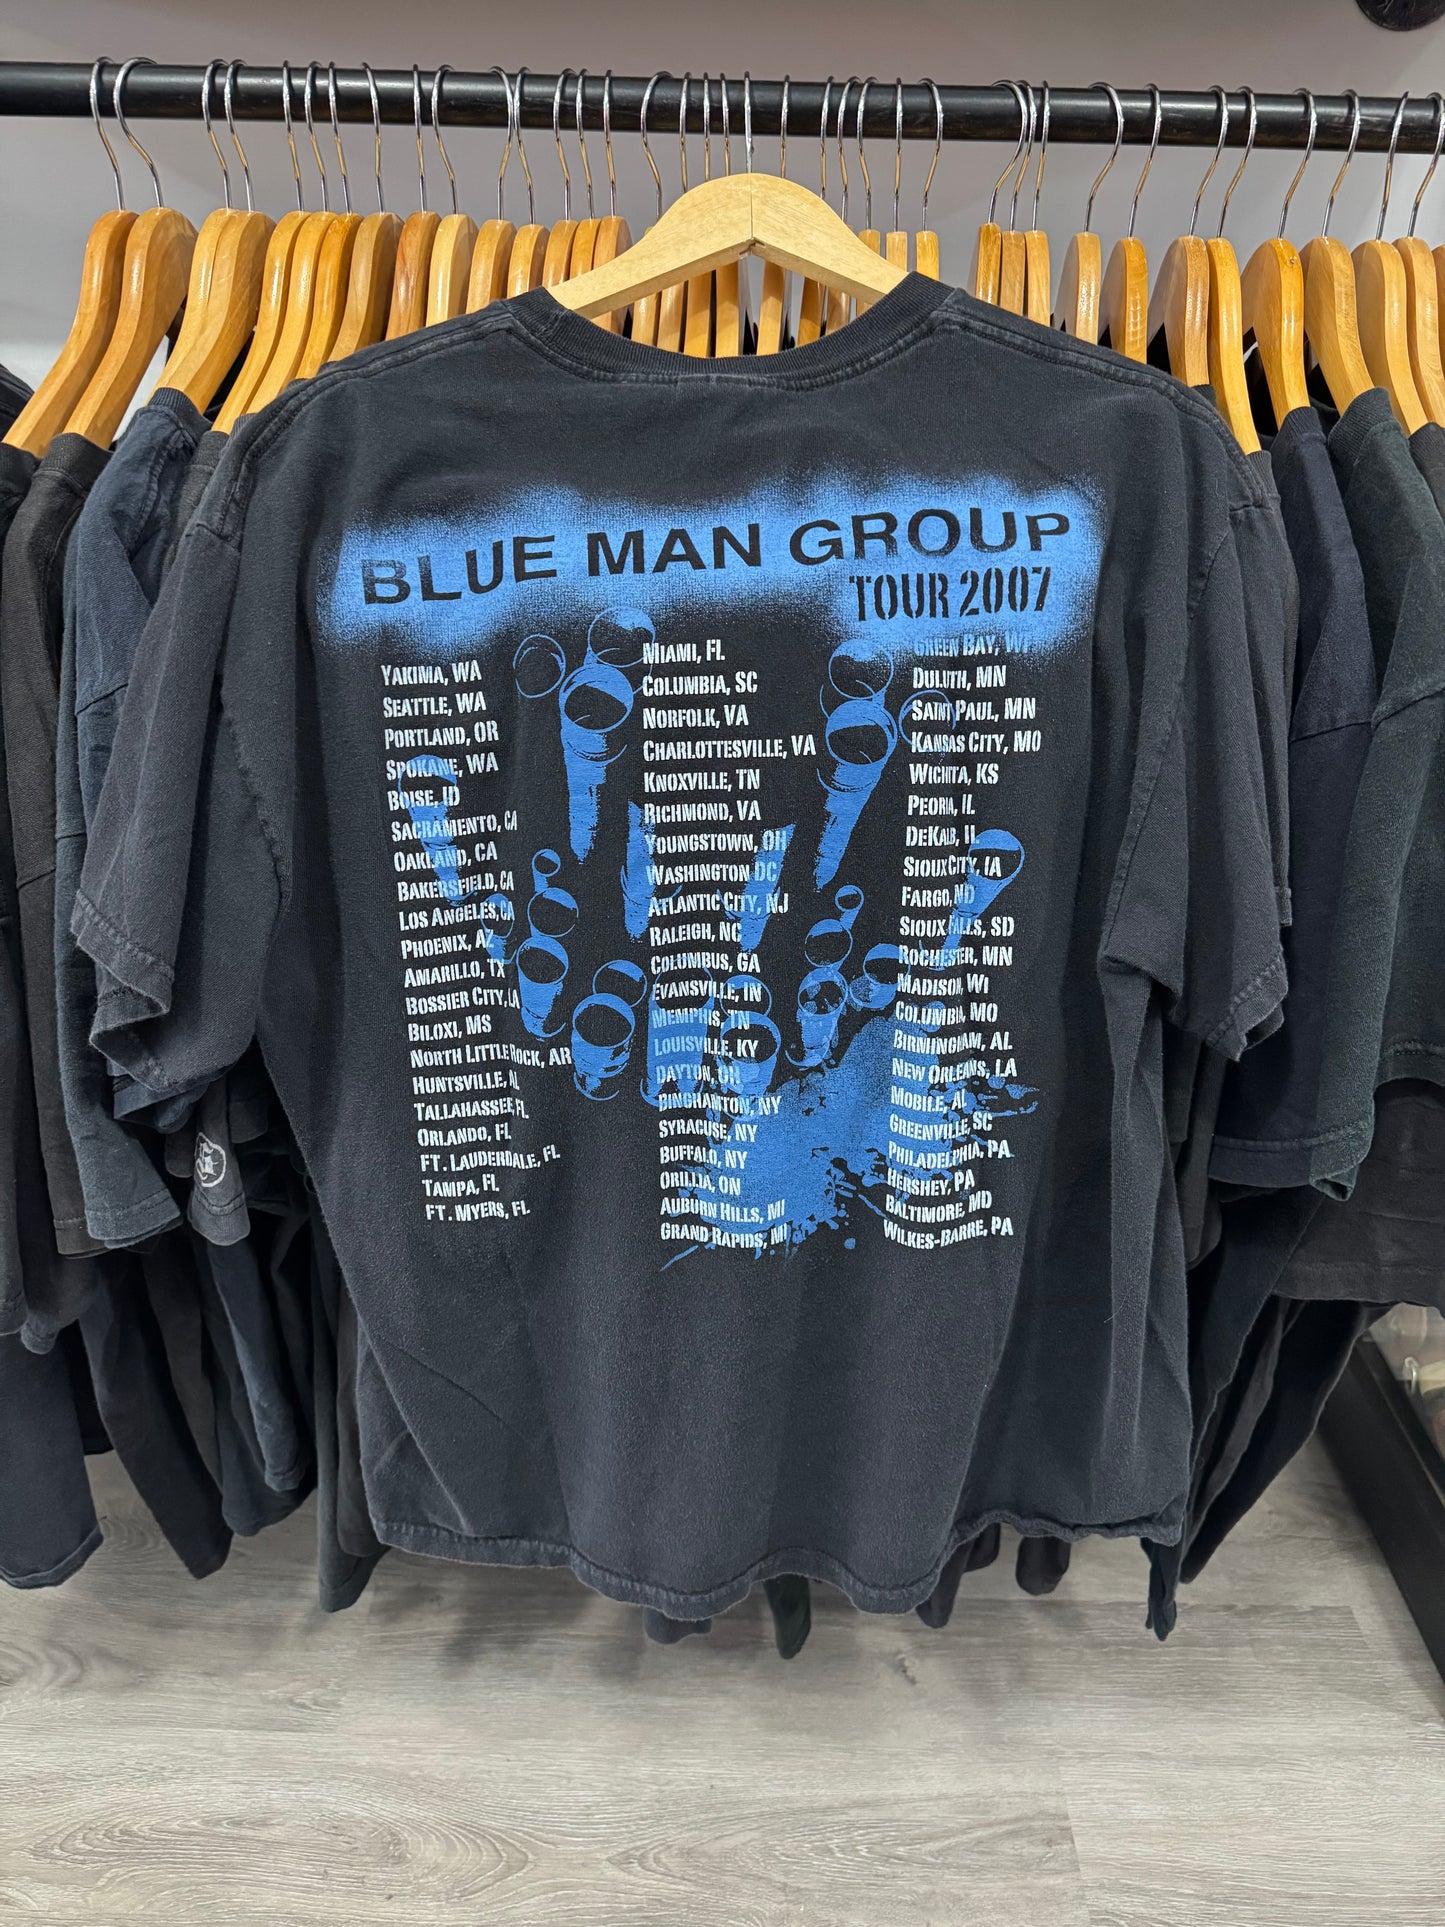 BLUE MAN GROUP
TOUR 2007
YAKIMA, WA
SEATTLE, WA
PORTLAND, OR
SPOKANE, WA
BOISE, ID
SACRAMENTO, CA
OAKLAND, CA
BAKERSFIELD, CA
LOS ANGELES, CA
PHOENIX, AZ
AMARILLO, TX
BOSSIER CITY, LA
BILOXI, MS
NORTH LITTLE ROCK, AR
HUNTSVILLE, AL
TALLAHASSEE, FL
ORLANDO, FL
FT. LAUDERDALE, FL
TAMPA, FL
FT. MYERS, FL
MIAMI, FL
COLUMBIA, SC
NORFOLK, VA
CHARLOTTESVILLE, VA
KNOXVILLE, TN
RICHMOND, VA
YOUNGSTOWN, OH
WASHINGTON DC
ATLANTIC CITY, NJ
RALEIGH, NC
COLUMBUS, GA
EVANSVILLE, IN
MEMPHIS, TN
LOUISVILLE, KY
DAYTON, OH
BINGHAMTON, NY
SYRACUSE, NY
BUFFALO, NY
ORILLIA, ON
AUBURN HILLS, MI
GRAND RAPIDS, MI
GREEN BAY, WI
DULUTH, MN
SAINT PAUL, MN
KANSAS CITY, MO
WICHITA, KS
PEORIA, IL
DEKALB, IL
SIOUX CITY, IA
FARGO, ND
SIOUX FALLS, SD
ROCHESTER, MN
MADISON, WI
COLUMBIA, MO
BIRMINGHAM, AL
NEW ORLEANS, LA
MOBILE, AL
GREENVILLE, SC
PHILADELPHIA, PA
HERSHEY, PA
BALTIMORE, MD
WILKES-BARRE, PA